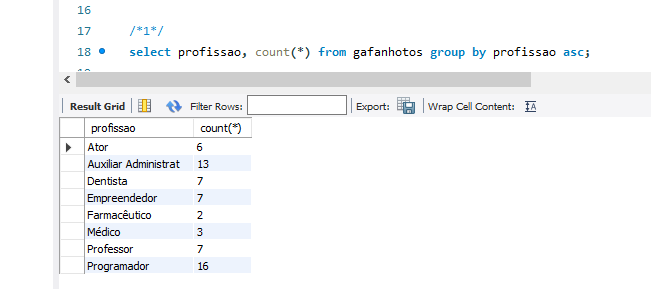 16
17 /*1*/
18 select profissao, count(*) from gafanhotos group by profissao asc;
Result Grid Filter Rows: Export: Wrap Cell Content: IA
profissao count(*)
Ator 6
Auxiliar Administrat 13
Dentista 7
Empreendedor 7
Farmacêutico 2
Médico 3
Professor 7
Programador 16